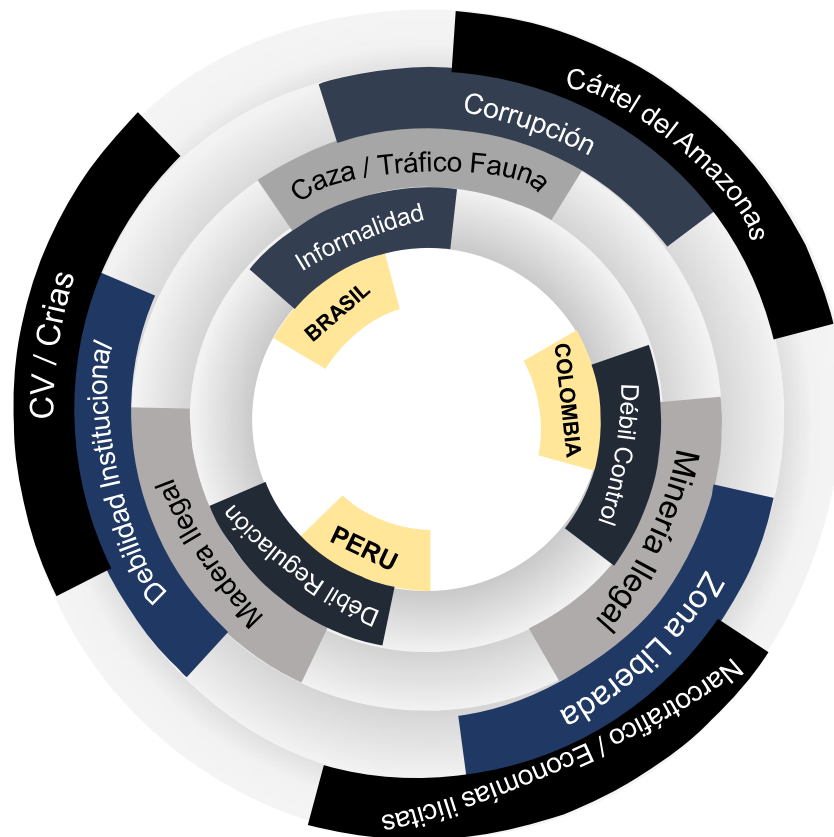 Cártel del Amazonas
Corrupción
Caza / Tráfico Fauna
Informalidad
BRASIL
CV / Crias
Debilidad Institucional
Madera Ilegal
Débil Regulación
PERU
COLOMBIA
Débil Control
Minería Ilegal
Zona Liberada
Narcotráfico / Economías ilícitas